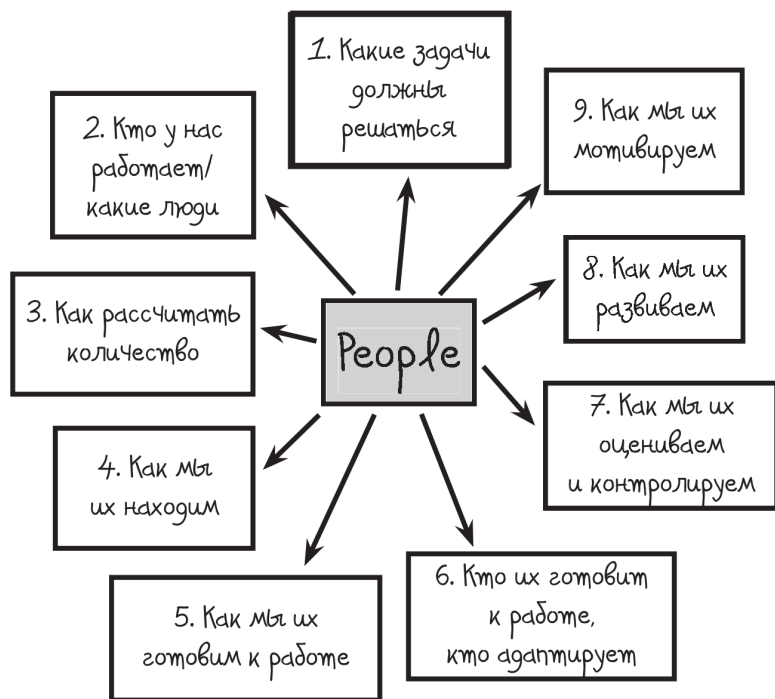 1. Какие задачи
должны
решаться
2. Кто у нас
работает/
какие люди
3. Как рассчитать
количество
4. Как мы
их находим
5. Как мы их
готовим к работе
6. Кто их готовит
к работе,
кто адаптирует
7. Как мы их
оцениваем
и контролируем
8. Как мы их
развиваем
9. Как мы их
мотивируем
People